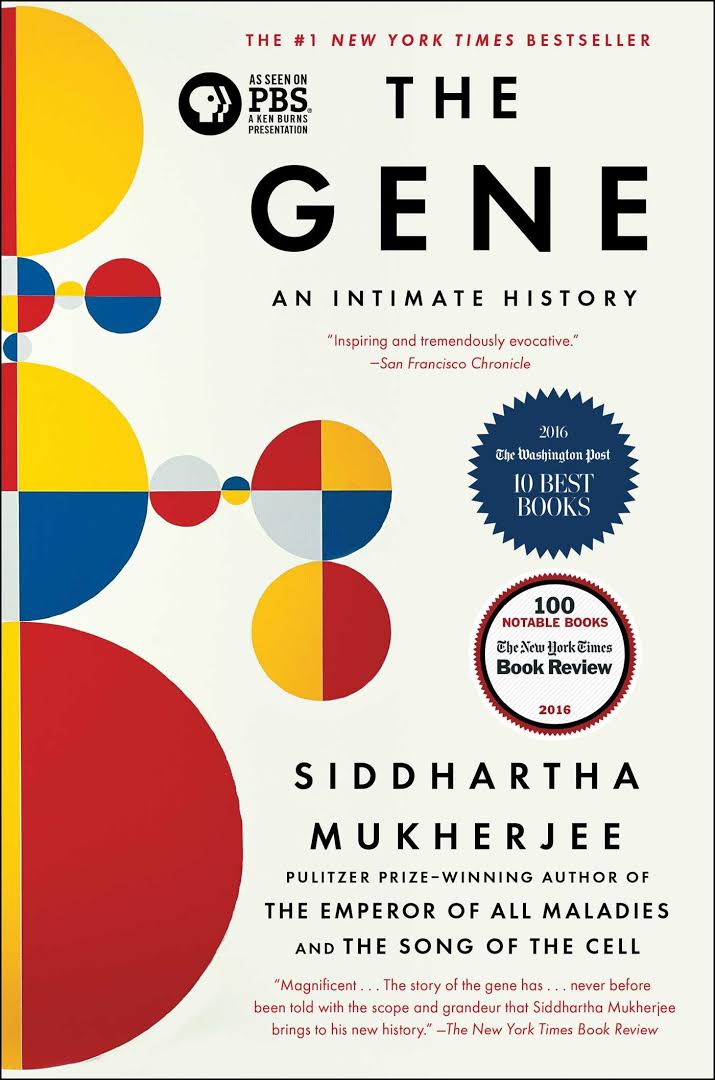 THE #1 NEW YORK TIMES BESTSELLER
AS SEEN ON
PBS®
A KEN BURNS
PRESENTATION
THE
GENE
AN INTIMATE HISTORY
“Inspiring and tremendously evocative.”
—San Francisco Chronicle
2016
The Washington Post
10 BEST
BOOKS
100
NOTABLE BOOKS
The New York Times
Book Review
2016
SIDDHARTHA
MUKHERJEE
PULITZER PRIZE–WINNING AUTHOR OF
THE EMPEROR OF ALL MALADIES
AND THE SONG OF THE CELL
“Magnificent . . . The story of the gene has . . . never before
been told with the scope and grandeur that Siddhartha Mukherjee
brings to his new history.” —The New York Times Book Review